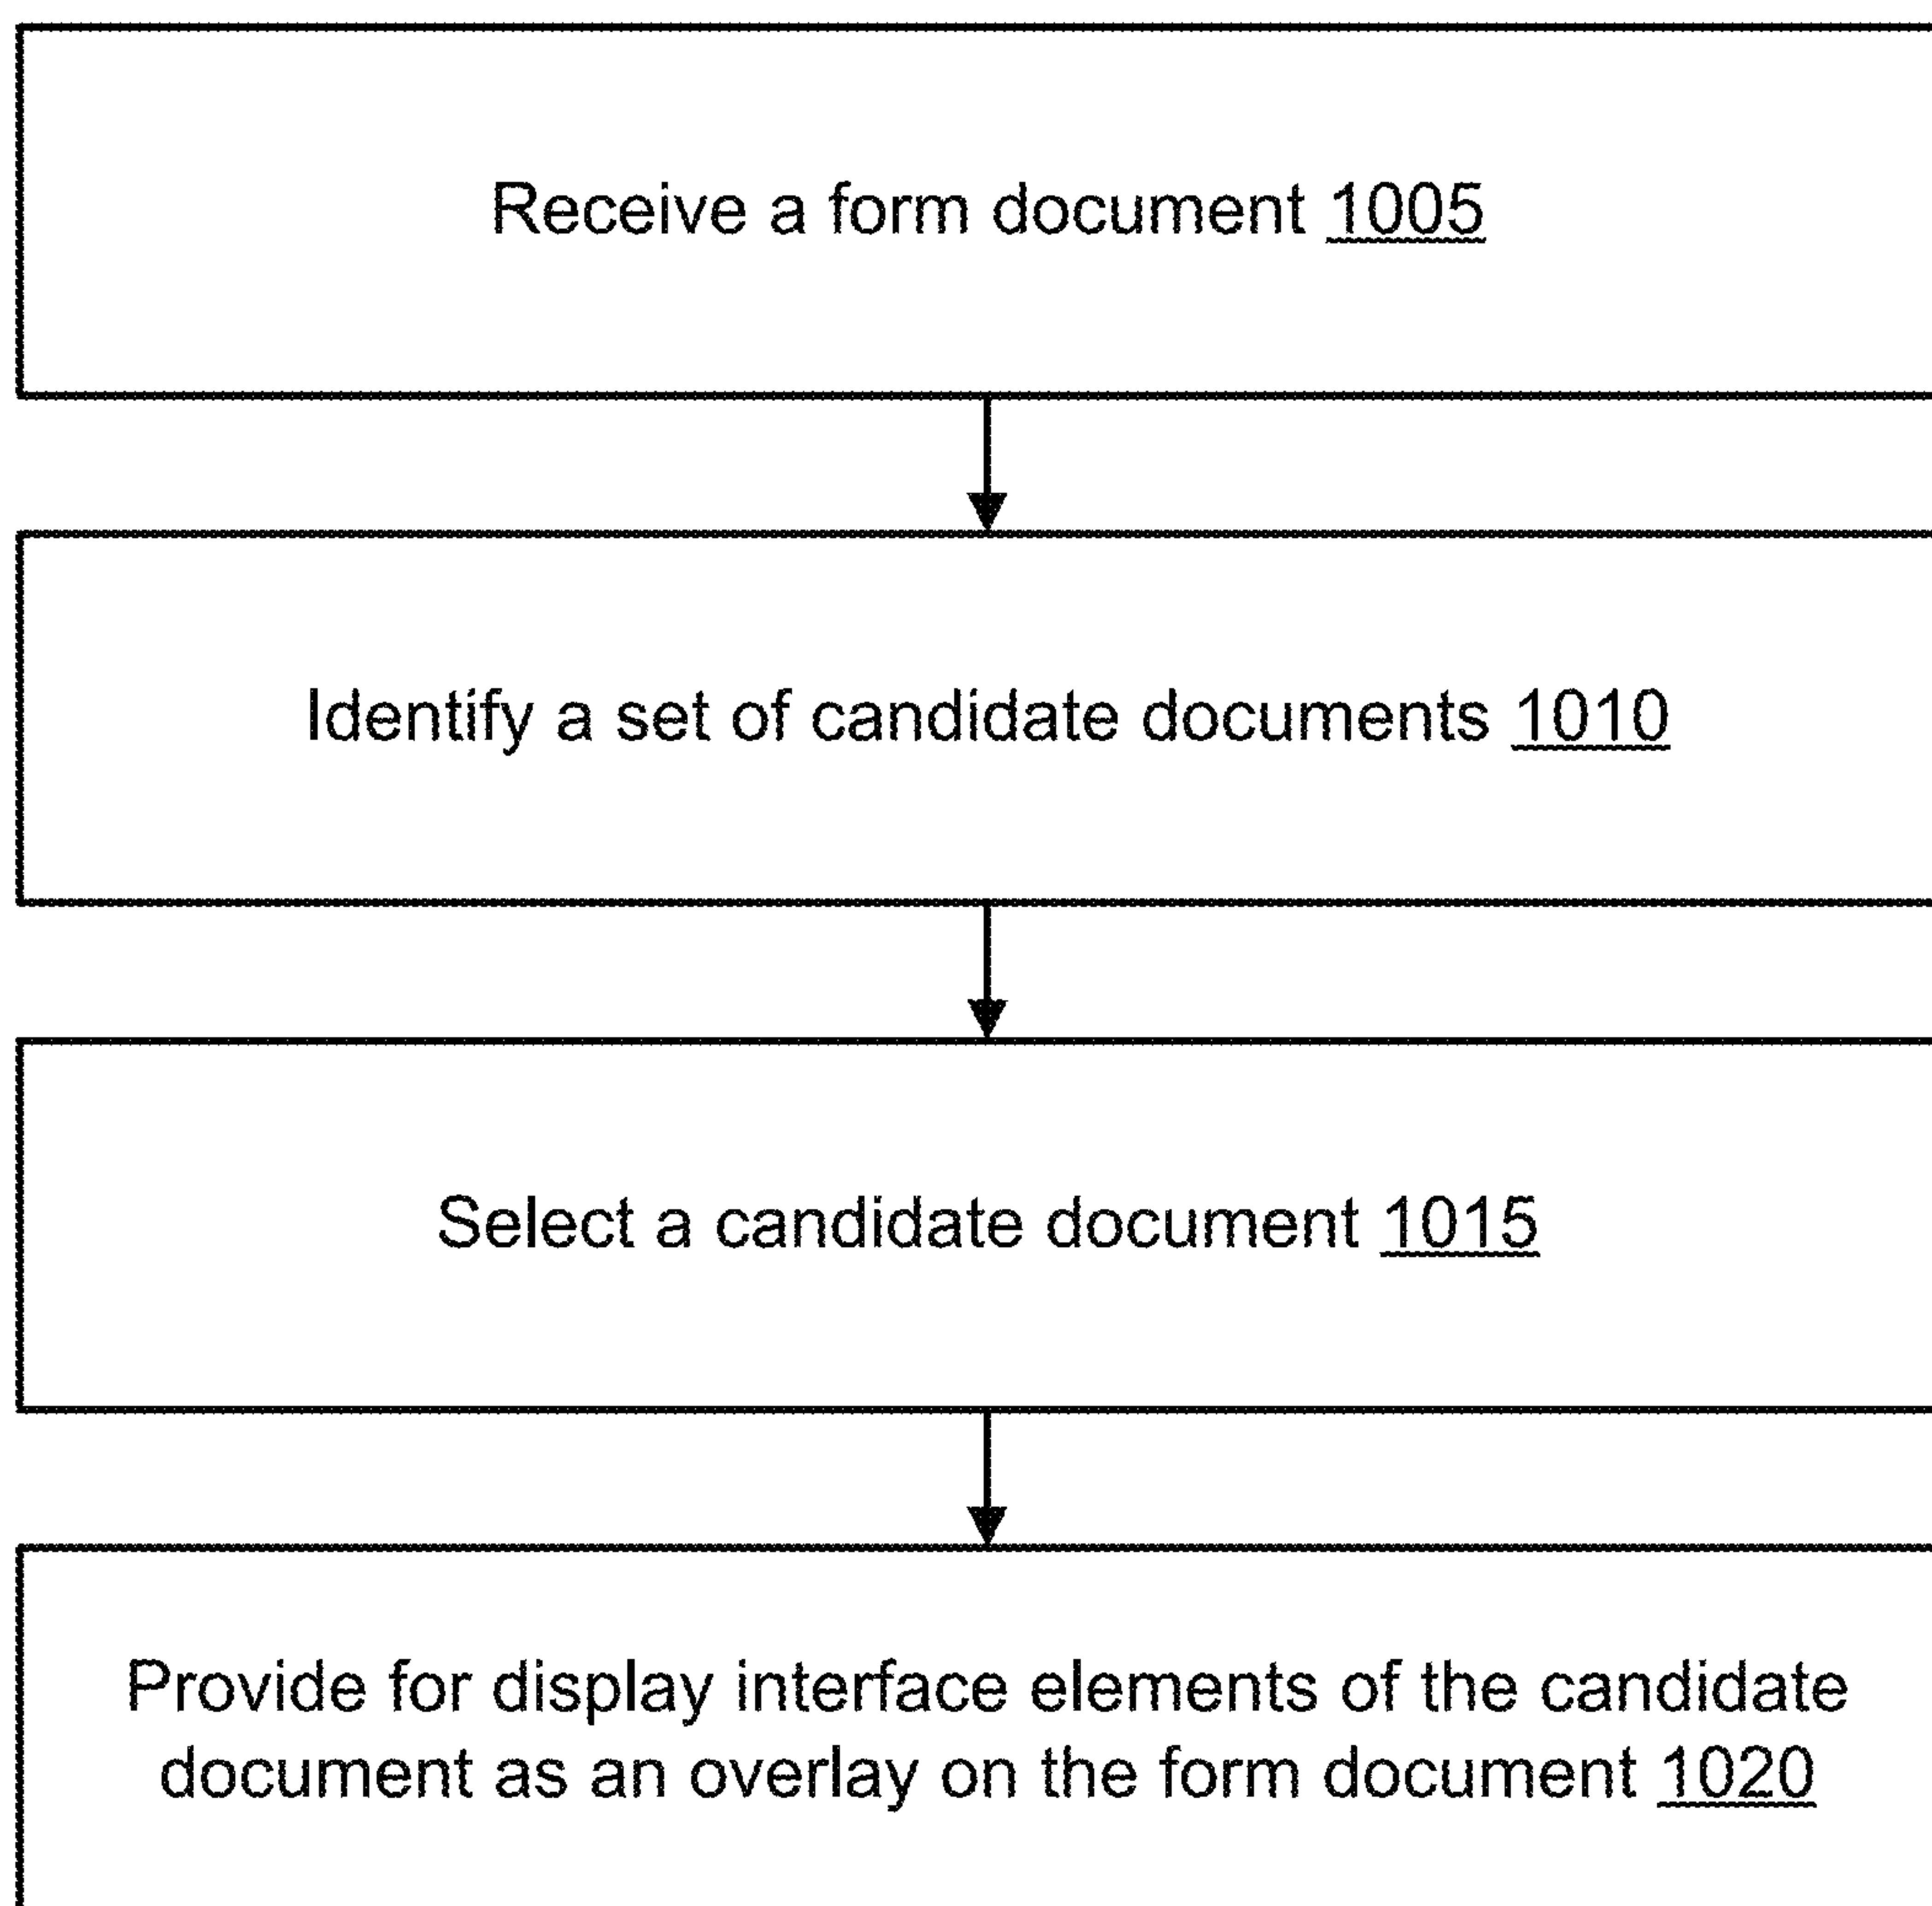 Receive a form document 1005
Identify a set of candidate documents 1010
Select a candidate document 1015
Provide for display interface elements of the candidate
document as an overlay on the form document 1020